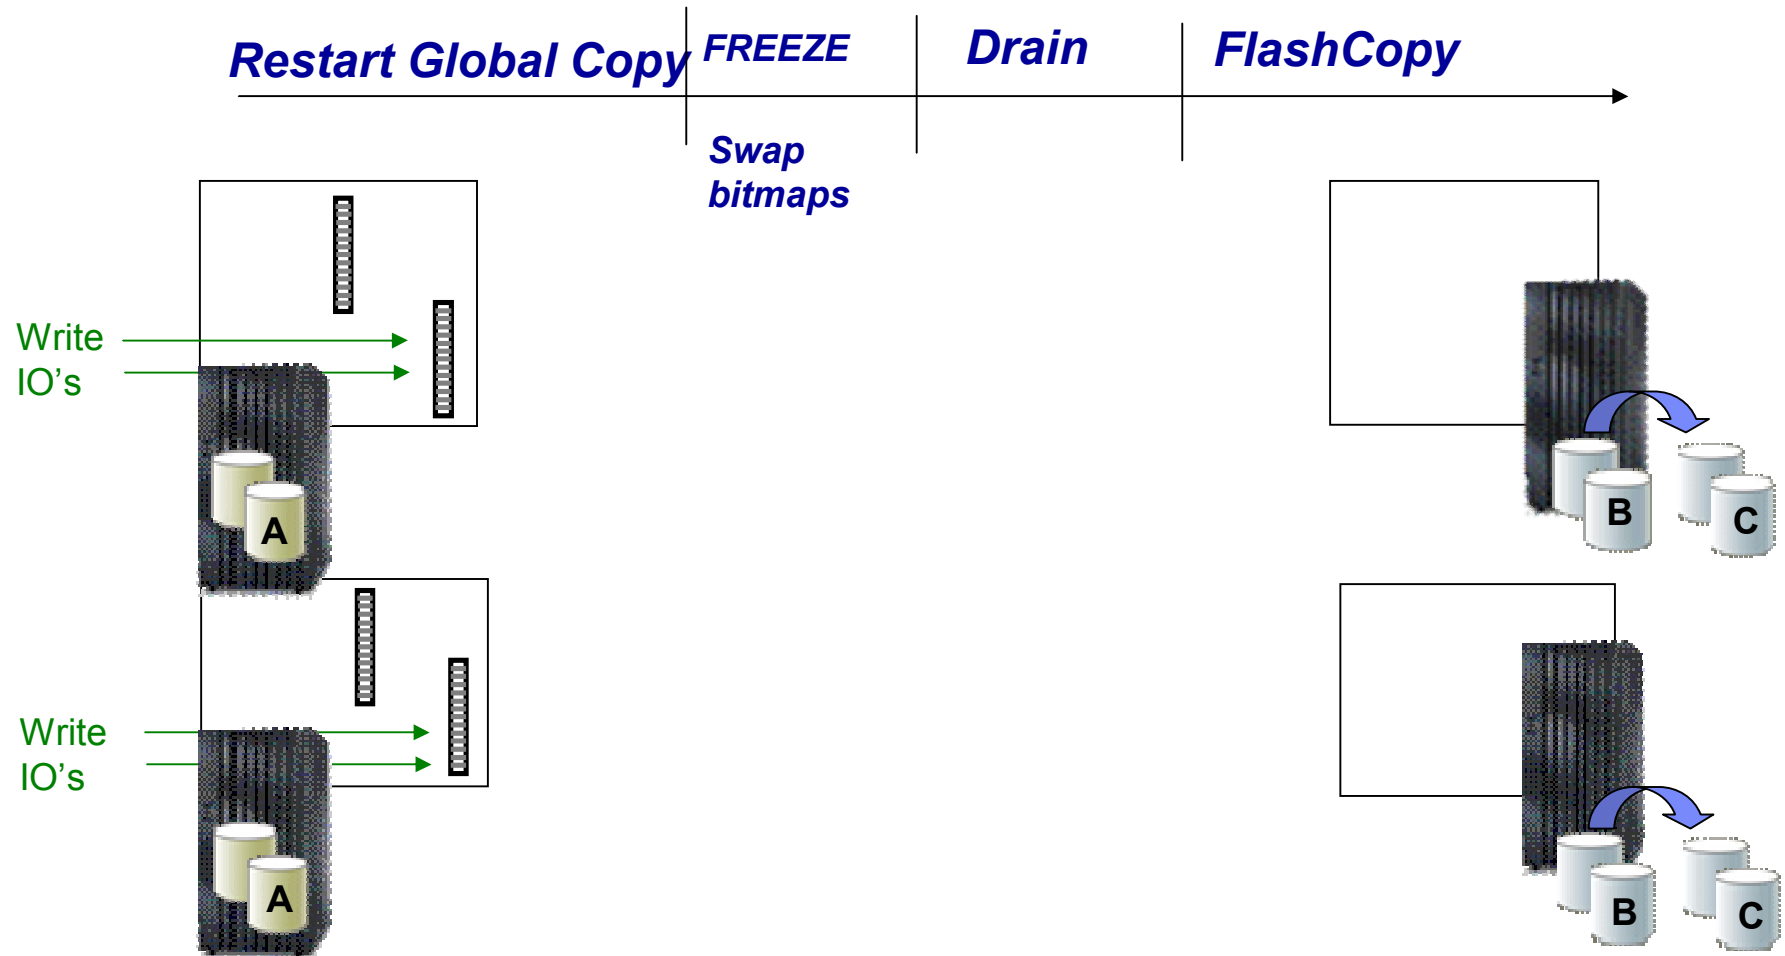 Restart Global Copy
FREEZE
Drain
FlashCopy
Swap
bitmaps
Write
IO’s
A
B
C
Write
IO’s
A
B
C